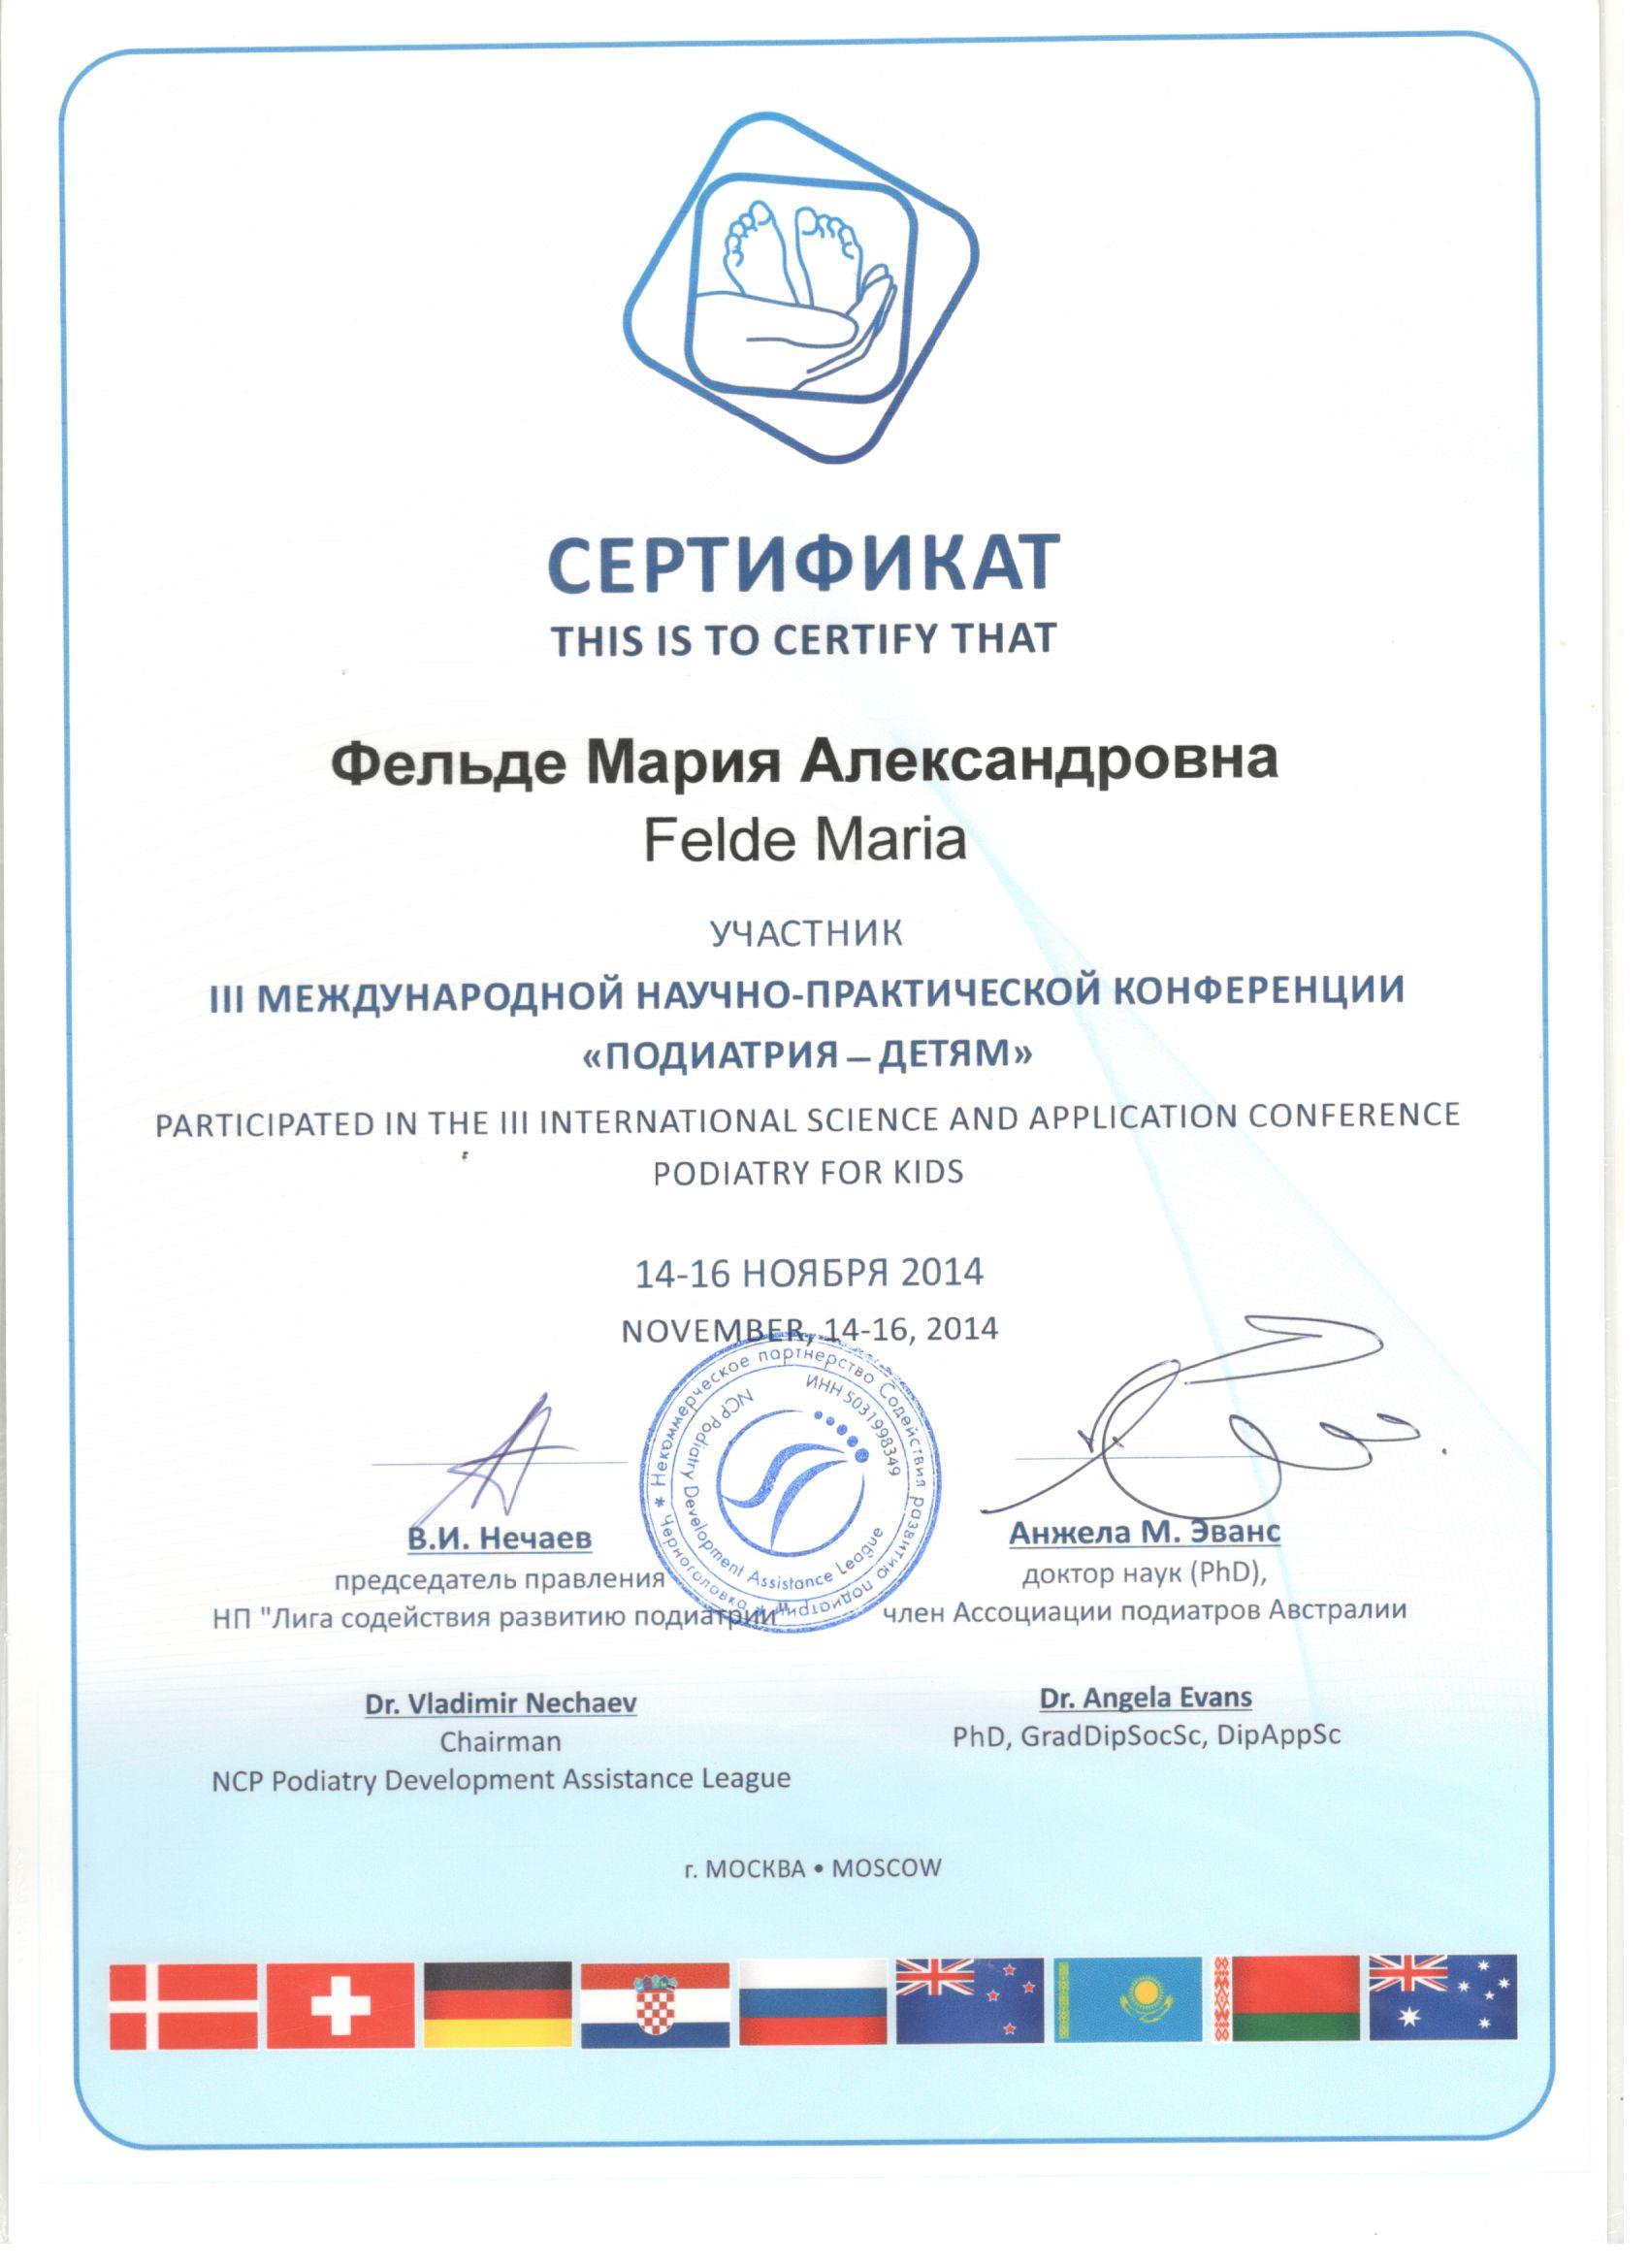 СЕРТИФИКАТ
THIS IS TO CERTIFY THAT
Фельде Мария Александровна
Felde Maria
УЧАСТНИК
III МЕЖДУНАРОДНОЙ НАУЧНО-ПРАКТИЧЕСКОЙ КОНФЕРЕНЦИИ
«ПОДИАТРИЯ – ДЕТЯМ»
PARTICIPATED IN THE III INTERNATIONAL SCIENCE AND APPLICATION CONFERENCE
PODIATRY FOR KIDS
14-16 НОЯБРЯ 2014
NOVEMBER, 14-16, 2014
* Некоммерческое партнерство Содействия развитию подиатрии * Черноголовка
NCP Podiatry Development Assistance League
ИНН 5031998349
В.И. Нечаев
председатель правления
НП "Лига содействия развитию подиатрии"
Анжела М. Эванс
доктор наук (PhD),
член Ассоциации подиатров Австралии
Dr. Vladimir Nechaev
Chairman
NCP Podiatry Development Assistance League
Dr. Angela Evans
PhD, GradDipSocSc, DipAppSc
г. МОСКВА • MOSCOW